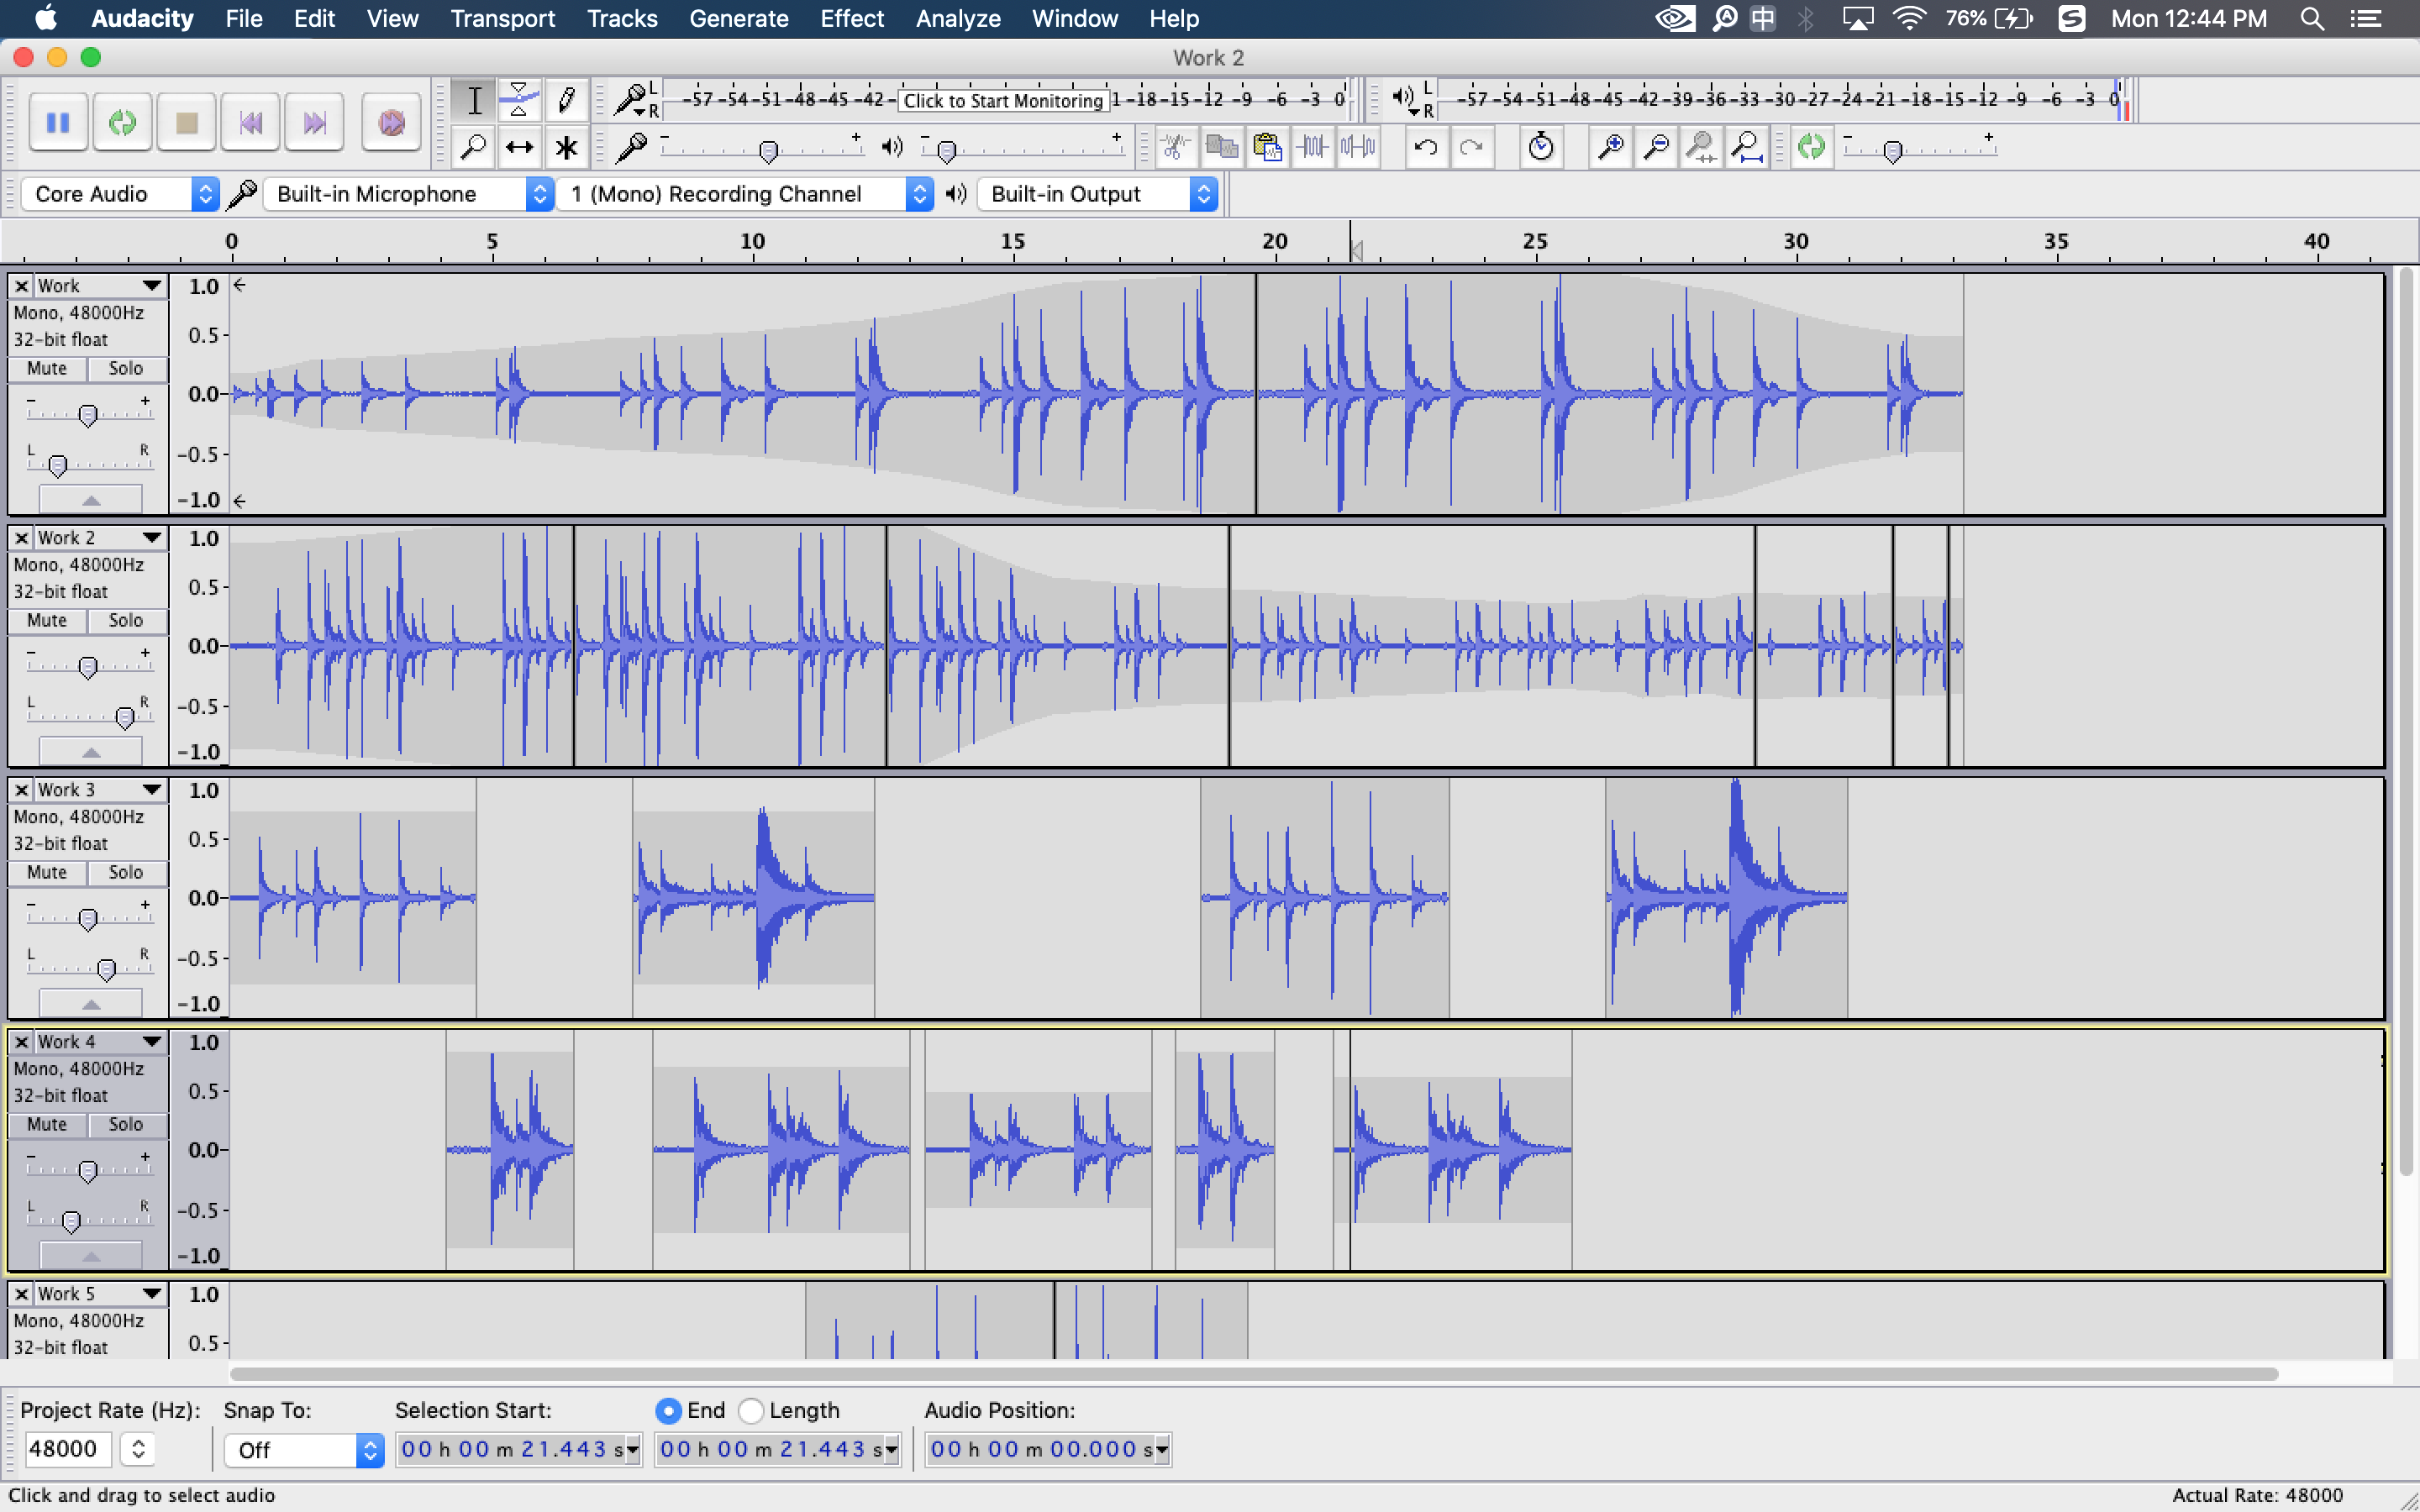 Audacity File Edit View Transport Tracks Generate Effect Analyze Window Help 中 76% S Mon 12:44 PM
Work 2
L -57 -54 -51 -48 -45 -42 - Click to Start Monitoring 1 -18 -15 -12 -9 -6 -3 0 L -57 -54 -51 -48 -45 -42 -39 -36 -33 -30 -27 -24 -21 -18 -15 -12 -9 -6 -3 0
R R
- + - + - +
Core Audio Built-in Microphone 1 (Mono) Recording Channel Built-in Output
0 5 10 15 20 25 30 35 40
Work 1.0
Mono, 48000Hz
32-bit float 0.5
Mute Solo 0.0
- +
L R -0.5
-1.0
Work 2 1.0
Mono, 48000Hz
32-bit float 0.5
Mute Solo
0.0
- +
L R -0.5
-1.0
Work 3 1.0
Mono, 48000Hz
32-bit float 0.5
Mute Solo
0.0
- +
L R -0.5
-1.0
Work 4 1.0
Mono, 48000Hz
32-bit float 0.5
Mute Solo
0.0
- +
L R -0.5
-1.0
Work 5 1.0
Mono, 48000Hz
32-bit float 0.5
Project Rate (Hz): Snap To: Selection Start: End Length Audio Position:
48000 Off 00 h 00 m 21.443 s 00 h 00 m 21.443 s 00 h 00 m 00.000 s
Click and drag to select audio Actual Rate: 48000